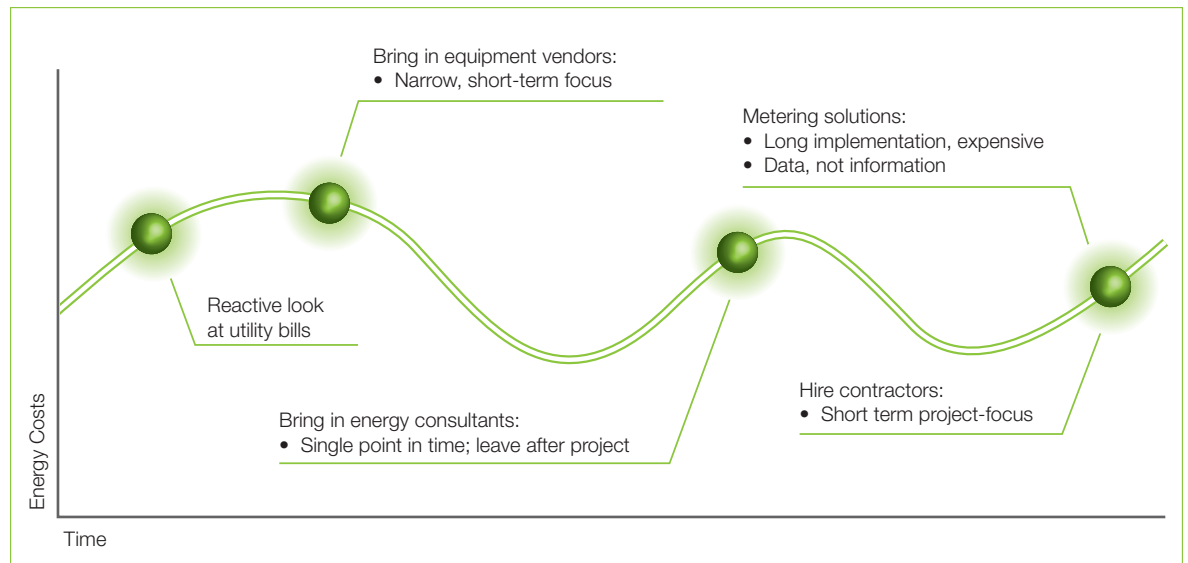 Bring in equipment vendors:
• Narrow, short-term focus
Metering solutions:
• Long implementation, expensive
• Data, not information
Reactive look
at utility bills
Hire contractors:
• Short term project-focus
Bring in energy consultants:
• Single point in time; leave after project
Energy Costs
Time